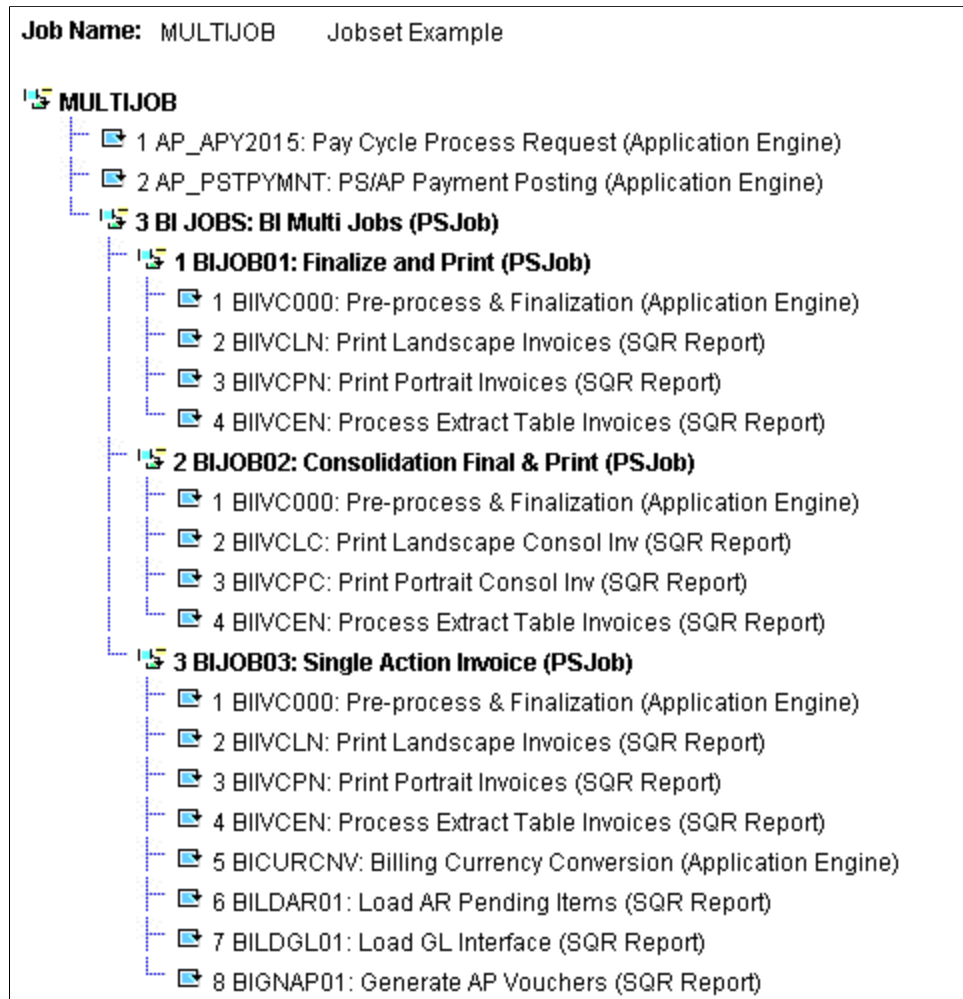 Job Name: MULTIJOB Jobset Example
MULTIJOB
1 AP_APY2015: Pay Cycle Process Request (Application Engine)
2 AP_PSTPYMNT: PS/AP Payment Posting (Application Engine)
3 BI JOBS: BI Multi Jobs (PSJob)
1 BIJOB01: Finalize and Print (PSJob)
1 BIIVC000: Pre-process & Finalization (Application Engine)
2 BIIVCLN: Print Landscape Invoices (SQR Report)
3 BIIVCPN: Print Portrait Invoices (SQR Report)
4 BIIVCEN: Process Extract Table Invoices (SQR Report)
2 BIJOB02: Consolidation Final & Print (PSJob)
1 BIIVC000: Pre-process & Finalization (Application Engine)
2 BIIVCLC: Print Landscape Consol Inv (SQR Report)
3 BIIVCPC: Print Portrait Consol Inv (SQR Report)
4 BIIVCEN: Process Extract Table Invoices (SQR Report)
3 BIJOB03: Single Action Invoice (PSJob)
1 BIIVC000: Pre-process & Finalization (Application Engine)
2 BIIVCLN: Print Landscape Invoices (SQR Report)
3 BIIVCPN: Print Portrait Invoices (SQR Report)
4 BIIVCEN: Process Extract Table Invoices (SQR Report)
5 BICURCNV: Billing Currency Conversion (Application Engine)
6 BILDAR01: Load AR Pending Items (SQR Report)
7 BILDGL01: Load GL Interface (SQR Report)
8 BIGNAP01: Generate AP Vouchers (SQR Report)